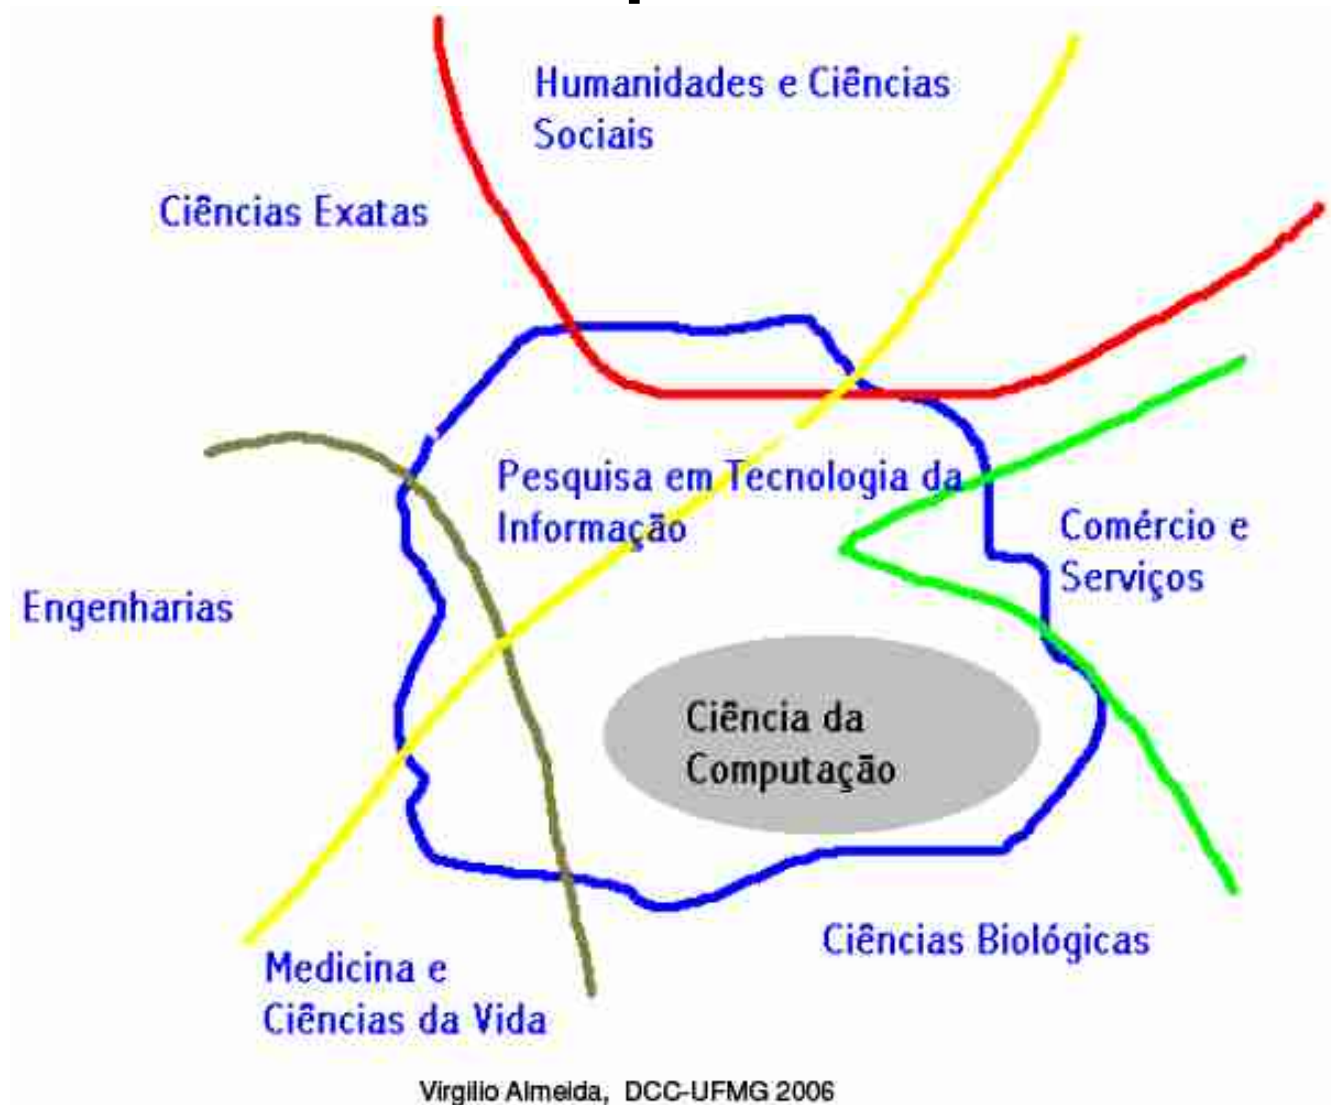 Humanidades e Ciências
Sociais
Ciências Exatas
Pesquisa em Tecnologia da
Informação
Comércio e
Serviços
Engenharias
Ciência da
Computação
Ciências Biológicas
Medicina e
Ciências da Vida
Virgilio Almeida, DCC-UFMG 2006